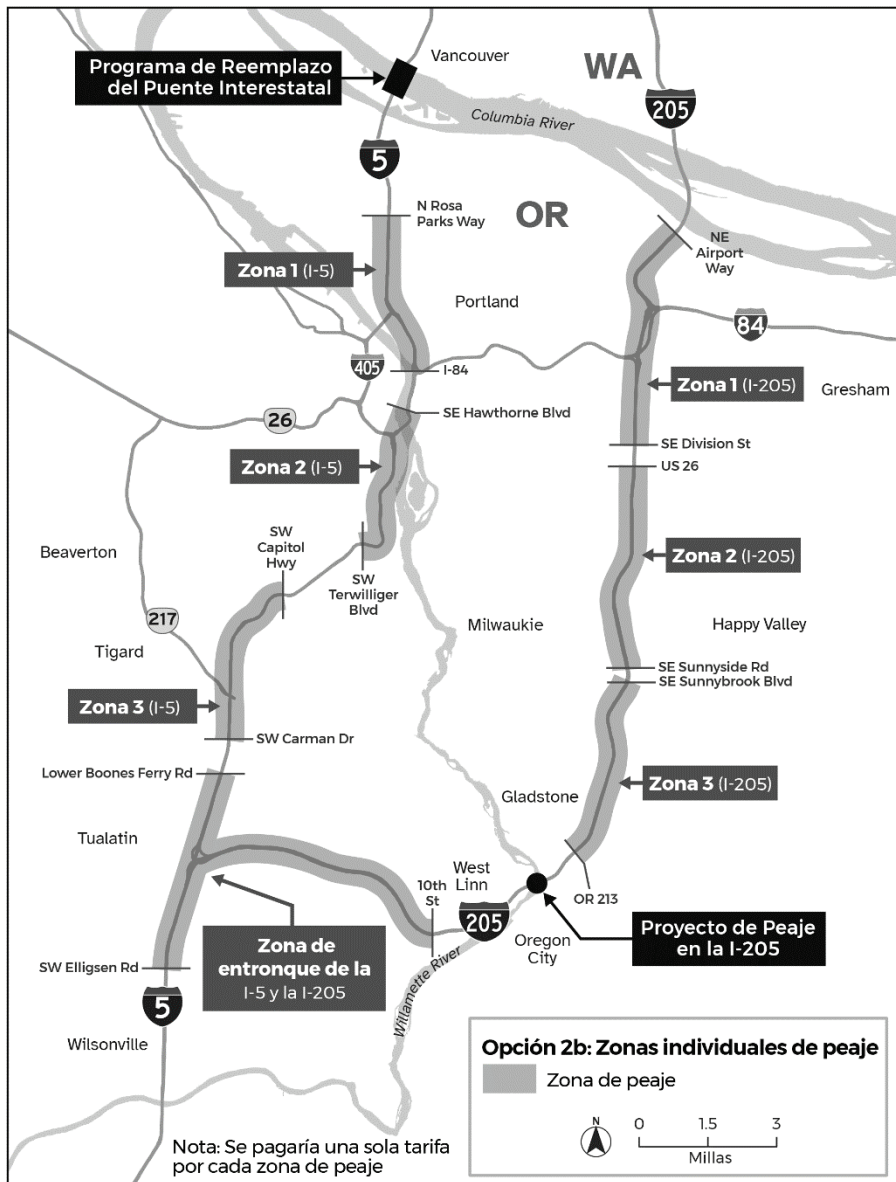 Vancouver
WA
Programa de Reemplazo
del Puente Interestatal
205
Columbia River
5
N Rosa
Parks Way
OR
NE
Airport
Way
Zona 1 (I-5)
Portland
84
405
I-84
Zona 1 (I-205)
Gresham
26
SE Hawthorne Blvd
SE Division St
US 26
Zona 2 (I-5)
SW
Capitol
Hwy
Beaverton
SW
Terwilliger
Blvd
Zona 2 (I-205)
217
Milwaukie
Happy Valley
Tigard
SE Sunnyside Rd
SE Sunnybrook Blvd
Zona 3 (I-5)
SW Carman Dr
Lower Boones Ferry Rd
Zona 3 (I-205)
Gladstone
Tualatin
West
Linn
10th
St
OR 213
205
Zona de
entronque de la
I-5 y la I-205
Oregon
City
Proyecto de Peaje
en la I-205
SW Elligsen Rd
Willamette River
5
Wilsonville
Opción 2b: Zonas individuales de peaje
Zona de peaje
N
0 1.5 3
Millas
Nota: Se pagaría una sola tarifa
por cada zona de peaje